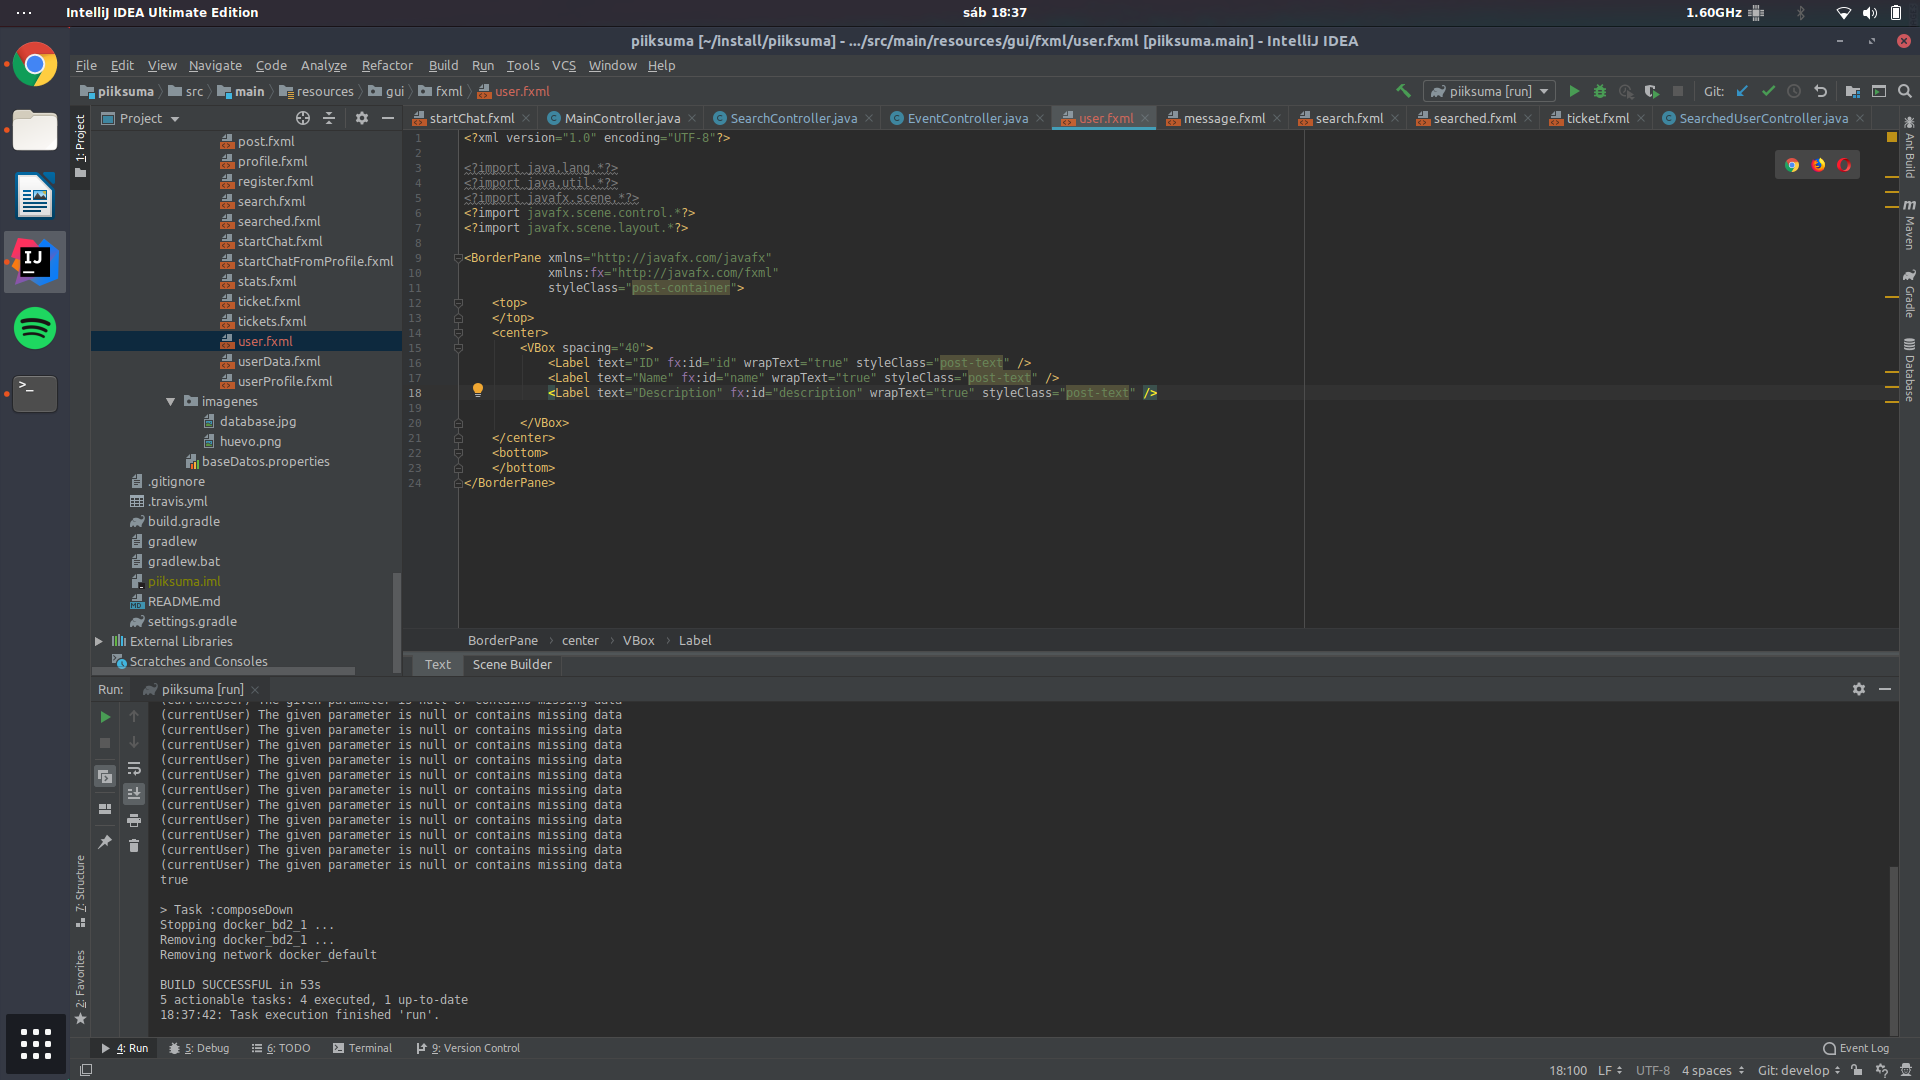 IntelliJ IDEA Ultimate Edition
sáb 18:37
1.60GHz
piiksuma [~/install/piiksuma] - .../src/main/resources/gui/fxml/user.fxml [piiksuma.main] - IntelliJ IDEA
File Edit View Navigate Code Analyze Refactor Build Run Tools VCS Window Help
piiksuma src main resources gui fxml user.fxml
piiksuma [run]
Git:
Project
startChat.fxml
MainController.java
SearchController.java
EventController.java
user.fxml
message.fxml
search.fxml
searched.fxml
ticket.fxml
SearchedUserController.java
1: Project
post.fxml
profile.fxml
register.fxml
search.fxml
searched.fxml
startChat.fxml
startChatFromProfile.fxml
stats.fxml
ticket.fxml
tickets.fxml
user.fxml
userData.fxml
userProfile.fxml
imagenes
database.jpg
huevo.png
baseDatos.properties
.gitignore
.travis.yml
build.gradle
gradlew
gradlew.bat
piiksuma.iml
README.md
settings.gradle
External Libraries
Scratches and Consoles
1 <?xml version="1.0" encoding="UTF-8"?>
2
3 <?import java.lang.*?>
4 <?import java.util.*?>
5 <?import javafx.scene.*?>
6 <?import javafx.scene.control.*?>
7 <?import javafx.scene.layout.*?>
8
9 <BorderPane xmlns="http://javafx.com/javafx"
10 xmlns:fx="http://javafx.com/fxml"
11 styleClass="post-container">
12 <top>
13 </top>
14 <center>
15 <VBox spacing="40">
16 <Label text="ID" fx:id="id" wrapText="true" styleClass="post-text" />
17 <Label text="Name" fx:id="name" wrapText="true" styleClass="post-text" />
18 <Label text="Description" fx:id="description" wrapText="true" styleClass="post-text" />
19
20 </VBox>
21 </center>
22 <bottom>
23 </bottom>
24 </BorderPane>
Ant Build
Maven
Gradle
Database
BorderPane center VBox Label
Text Scene Builder
Run: piiksuma [run]
(currentUser) The given parameter is null or contains missing data
(currentUser) The given parameter is null or contains missing data
(currentUser) The given parameter is null or contains missing data
(currentUser) The given parameter is null or contains missing data
(currentUser) The given parameter is null or contains missing data
(currentUser) The given parameter is null or contains missing data
(currentUser) The given parameter is null or contains missing data
(currentUser) The given parameter is null or contains missing data
(currentUser) The given parameter is null or contains missing data
(currentUser) The given parameter is null or contains missing data
(currentUser) The given parameter is null or contains missing data
(currentUser) The given parameter is null or contains missing data
true
> Task :composeDown
Stopping docker_bd2_1 ...
Removing docker_bd2_1 ...
Removing network docker_default
BUILD SUCCESSFUL in 53s
5 actionable tasks: 4 executed, 1 up-to-date
18:37:42: Task execution finished 'run'.
7: Structure
2: Favorites
4: Run 5: Debug 6: TODO Terminal 9: Version Control
Event Log
18:100 LF UTF-8 4 spaces Git: develop